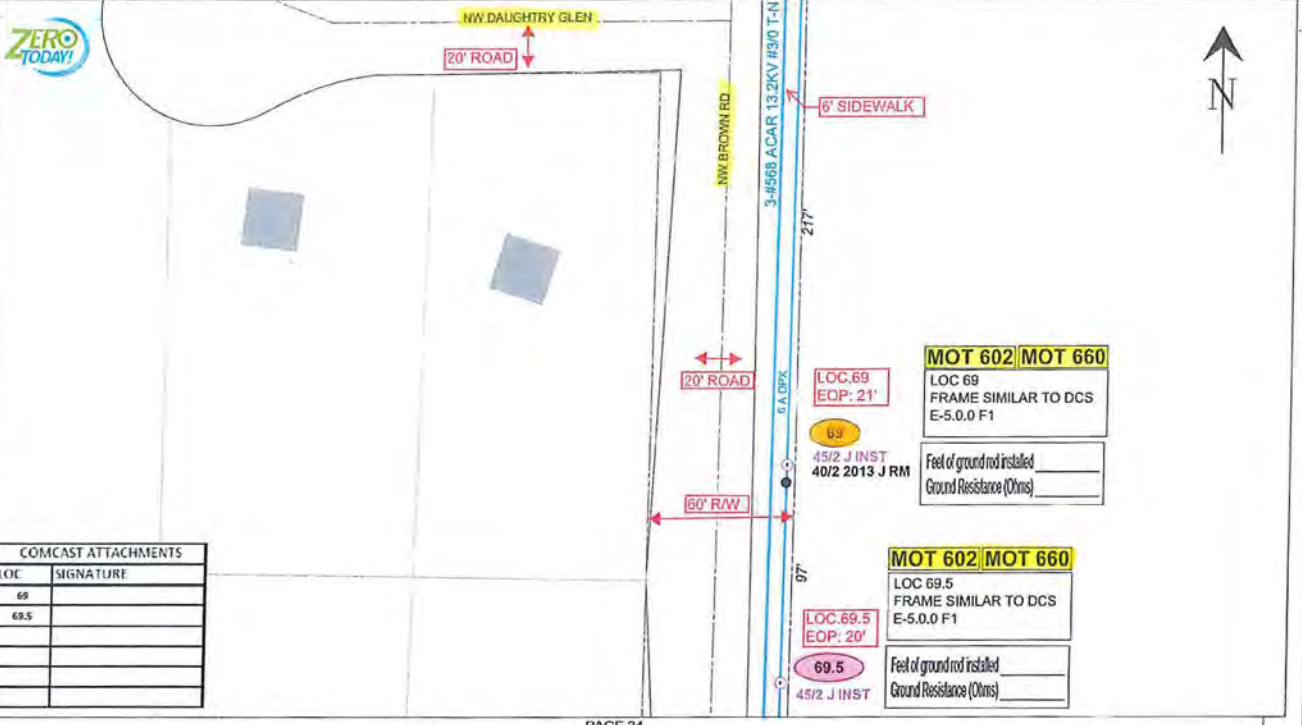 ZERO
TODAY!
NW DAUGHTRY GLEN
20' ROAD
NW BROWN RD
3-#568 ACAR 13.2KV #3/0 T-N
6' SIDEWALK
N
217'
20' ROAD
6 A DPX
LOC.69
EOP: 21'
69
45/2 J INST
40/2 2013 J RM
MOT 602 MOT 660
LOC 69
FRAME SIMILAR TO DCS
E-5.0.0 F1
Feet of ground rod installed
Ground Resistance (Ohms)
60' R/W
97'
COMCAST ATTACHMENTS
LOC SIGNATURE
69
69.5
LOC.69.5
EOP: 20'
69.5
45/2 J INST
MOT 602 MOT 660
LOC 69.5
FRAME SIMILAR TO DCS
E-5.0.0 F1
Feet of ground rod installed
Ground Resistance (Ohms)